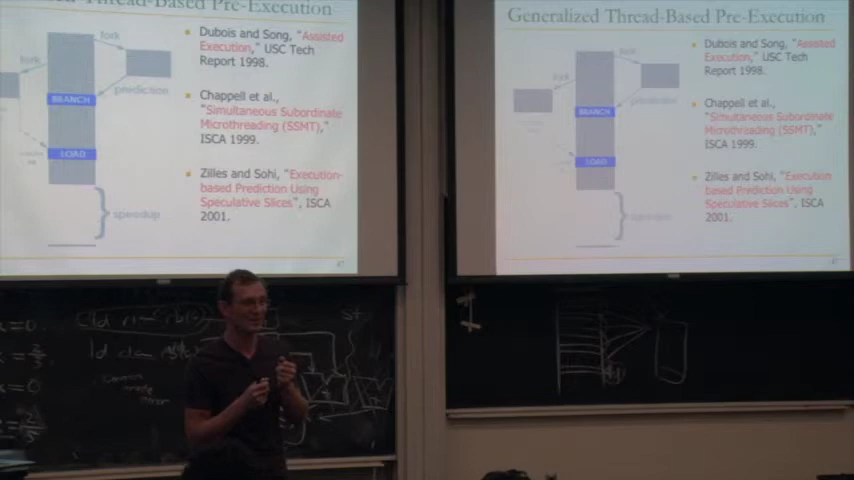 Thread-Based Pre-Execution
fork
fork
prediction
BRANCH
LOAD
speedup
Dubois and Song, "Assisted
Execution," USC Tech
Report 1998.
Chappell et al.,
"Simultaneous Subordinate
Microthreading (SSMT),"
ISCA 1999.
Zilles and Sohi, "Execution-
based Prediction Using
Speculative Slices", ISCA
2001.
47
Generalized Thread-Based Pre-Execution
fork
fork
prediction
BRANCH
LOAD
speedup
Dubois and Song, "Assisted
Execution," USC Tech
Report 1998.
Chappell et al.,
"Simultaneous Subordinate
Microthreading (SSMT),"
ISCA 1999.
Zilles and Sohi, "Execution
based Prediction Using
Speculative Slices", ISCA
2001.
47